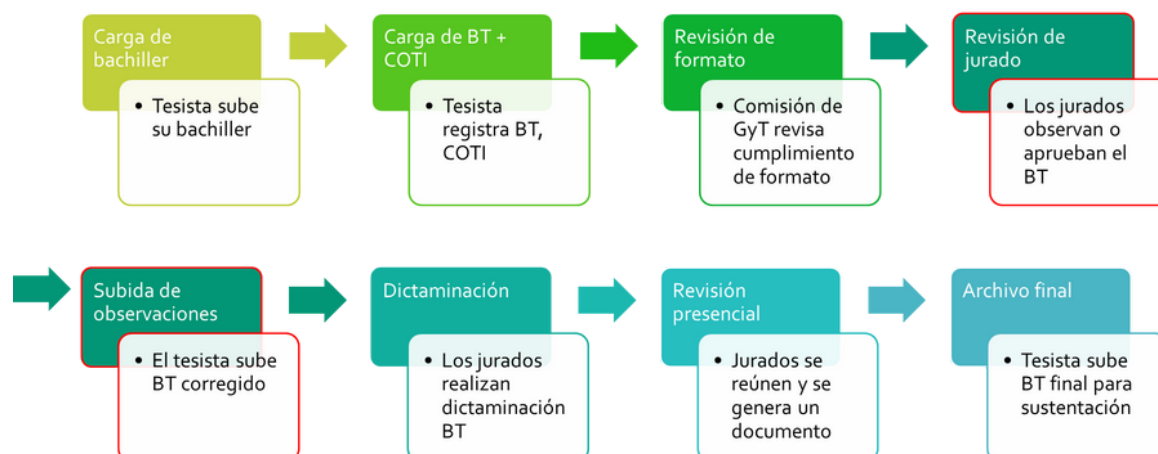 Carga de
bachiller
• Tesista sube
su bachiller
Carga de BT +
COTI
• Tesista
registra BT,
COTI
Revisión de
formato
• Comisión de
GyT revisa
cumplimiento
de formato
Revisión de
jurado
• Los jurados
observan o
aprueban el
BT
Subida de
observaciones
• El tesista sube
BT corregido
Dictaminación
• Los jurados
realizan
dictaminación
BT
Revisión
presencial
• Jurados se
reúnen y se
genera un
documento
Archivo final
• Tesista sube
BT final para
sustentación